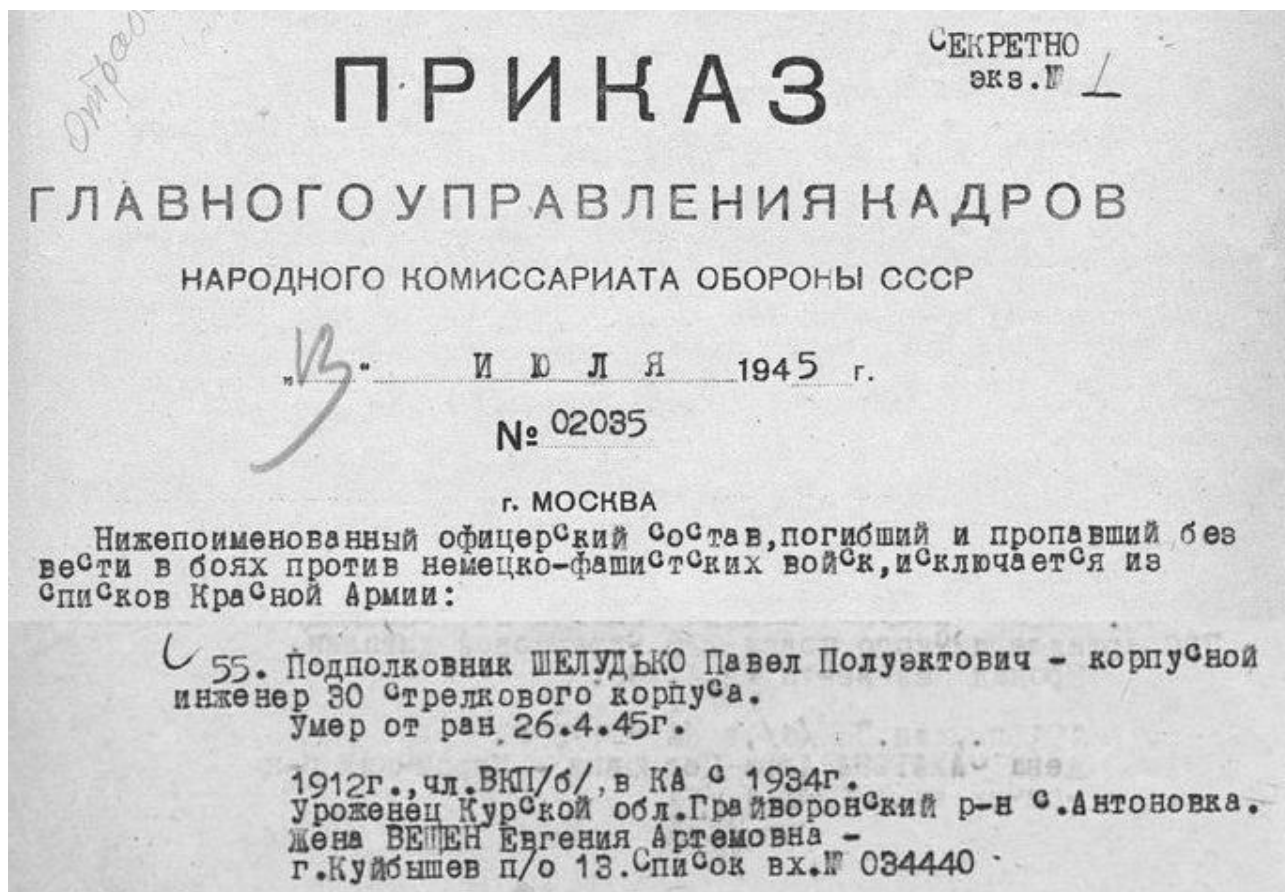 СЕКРЕТНО
экз.№ 1
ПРИКАЗ
ГЛАВНОГО УПРАВЛЕНИЯ КАДРОВ
НАРОДНОГО КОМИССАРИАТА ОБОРОНЫ СССР
„13“ ИЮЛЯ 1945 г.
№ 02035
г. МОСКВА
Нижепоименованный офицерский состав,погибший и пропавший без
вести в боях против немецко-фашистских войск,исключается из
списков Красной Армии:
55. Подполковник ШЕЛУДЬКО Павел Полуэктович - корпусной
инженер 30 стрелкового корпуса.
Умер от ран 26.4.45г.
1912г.,чл.ВКП/б/,в КА с 1934г.
Уроженец Курской обл.Грайворонский р-н с.Антоновка.
Жена ВЕШЕН Евгения Артемовна -
г.Куйбышев п/о 13.Список вх.№ 034440